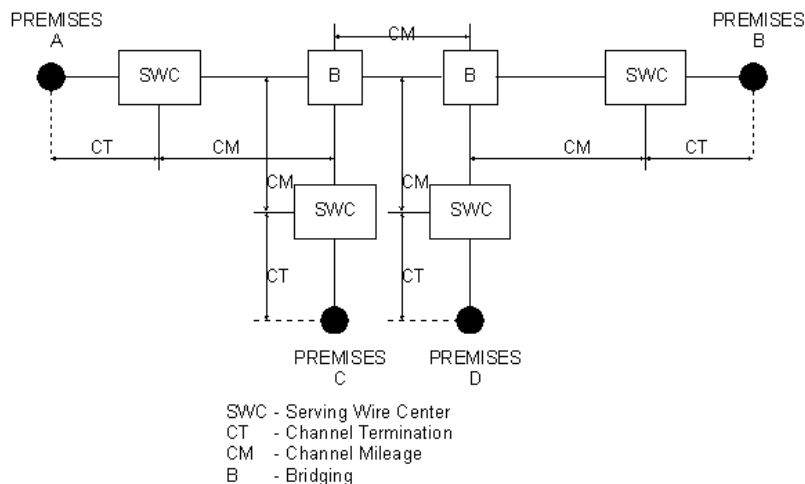 PREMISES
A
PREMISES
B
CM
SWC
B
B
SWC
CT
CM
CM
CT
CM
CM
SWC
SWC
CT
CT
PREMISES
C
PREMISES
D
SWC - Serving Wire Center
CT - Channel Termination
CM - Channel Mileage
B - Bridging